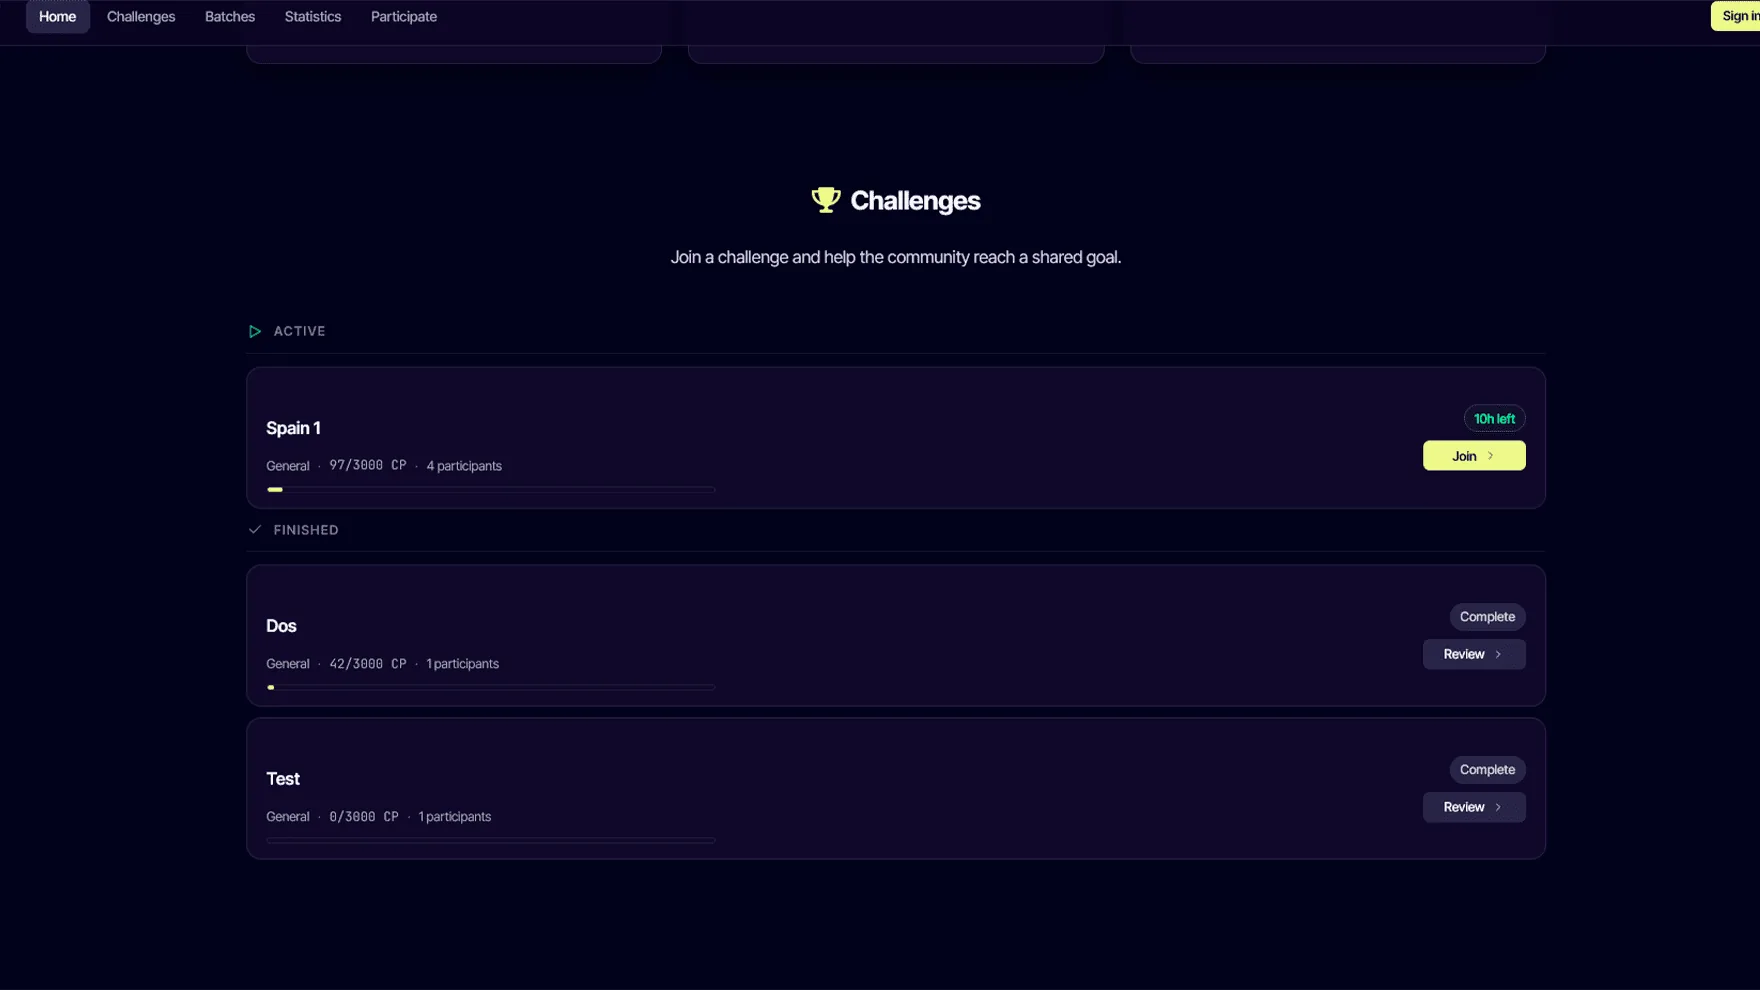 Home Challenges Batches Statistics Participate Sign in
Challenges
Join a challenge and help the community reach a shared goal.
ACTIVE
Spain 1
10h left
General · 97/3000 CP · 4 participants
Join
FINISHED
Dos
Complete
General · 42/3000 CP · 1 participants
Review
Test
Complete
General · 0/3000 CP · 1 participants
Review